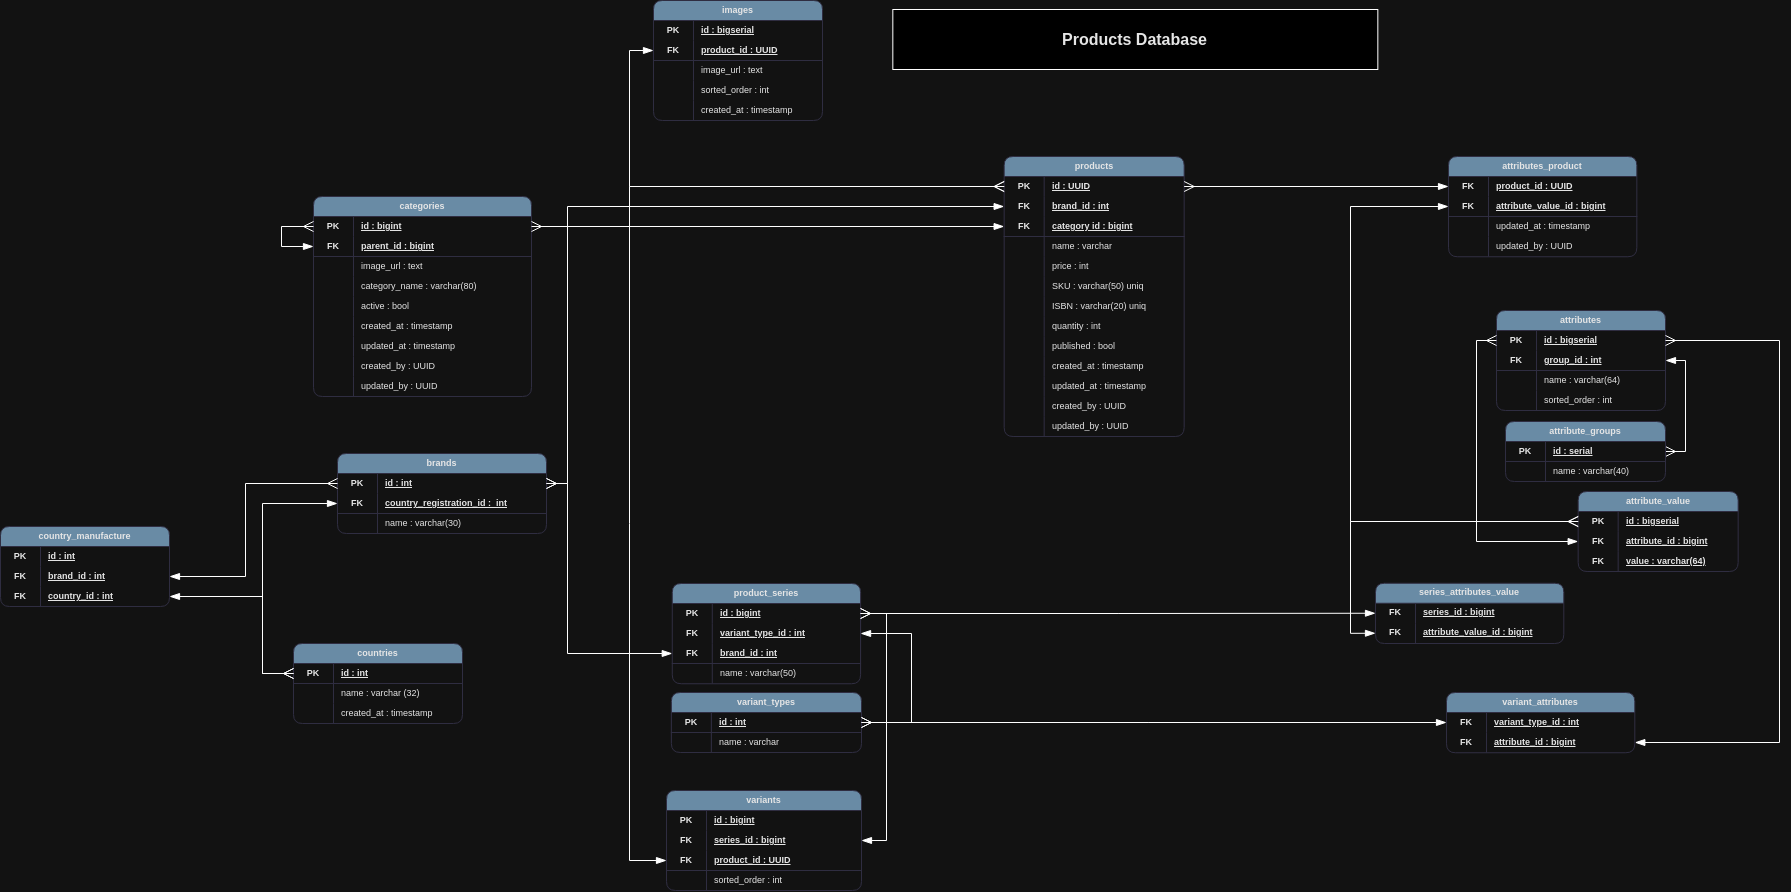 Products Database
images
PK id : bigserial
FK product_id : UUID
image_url : text
sorted_order : int
created_at : timestamp
products
PK id : UUID
FK brand_id : int
FK category id : bigint
name : varchar
price : int
SKU : varchar(50) uniq
ISBN : varchar(20) uniq
quantity : int
published : bool
created_at : timestamp
updated_at : timestamp
created_by : UUID
updated_by : UUID
attributes_product
FK product_id : UUID
FK attribute_value_id : bigint
updated_at : timestamp
updated_by : UUID
categories
PK id : bigint
FK parent_id : bigint
image_url : text
category_name : varchar(80)
active : bool
created_at : timestamp
updated_at : timestamp
created_by : UUID
updated_by : UUID
attributes
PK id : bigserial
FK group_id : int
name : varchar(64)
sorted_order : int
attribute_groups
PK id : serial
name : varchar(40)
attribute_value
PK id : bigserial
FK attribute_id : bigint
FK value : varchar(64)
brands
PK id : int
FK country_registration_id : int
name : varchar(30)
country_manufacture
PK id : int
FK brand_id : int
FK country_id : int
countries
PK id : int
name : varchar (32)
created_at : timestamp
product_series
PK id : bigint
FK variant_type_id : int
FK brand_id : int
name : varchar(50)
series_attributes_value
FK series_id : bigint
FK attribute_value_id : bigint
variant_types
PK id : int
name : varchar
variant_attributes
FK variant_type_id : int
FK attribute_id : bigint
variants
PK id : bigint
FK series_id : bigint
FK product_id : UUID
sorted_order : int